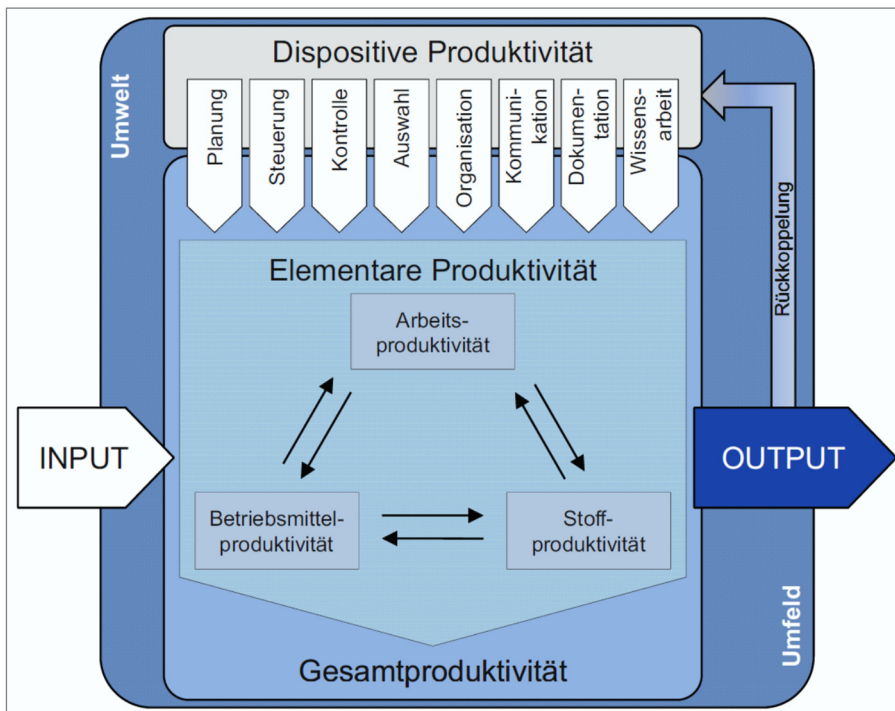 Dispositive Produktivität
Umwelt
Planung
Steuerung
Kontrolle
Auswahl
Organisation
Kommuni-
kation
Dokumen-
tation
Wissens-
arbeit
Rückkoppelung
Elementare Produktivität
Arbeits-
produktivität
INPUT
OUTPUT
Betriebsmittel-
produktivität
Stoff-
produktivität
Umfeld
Gesamtproduktivität